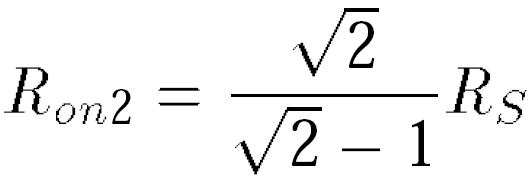 R_{on2} = \frac{\sqrt{2}}{\sqrt{2} - 1} R_S